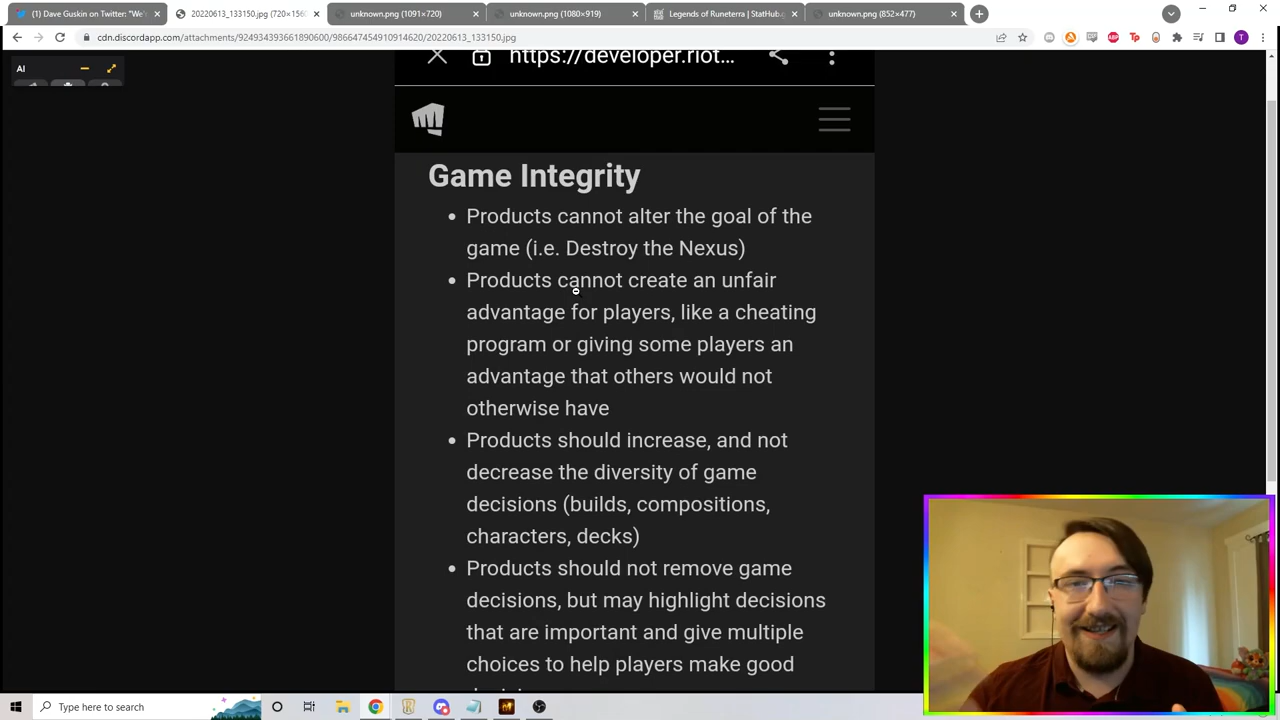 (1) Dave Guskin on Twitter: "We'r
20220613_133150.jpg (720×156
unknown.png (1091×720)
unknown.png (1080×919)
Legends of Runeterra | StatHub.g
unknown.png (852×477)
cdn.discordapp.com/attachments/924934393661890600/986647454910914620/20220613_133150.jpg
AI
https://developer.riot...
Game Integrity
• Products cannot alter the goal of the
game (i.e. Destroy the Nexus)
• Products cannot create an unfair
advantage for players, like a cheating
program or giving some players an
advantage that others would not
otherwise have
• Products should increase, and not
decrease the diversity of game
decisions (builds, compositions,
characters, decks)
• Products should not remove game
decisions, but may highlight decisions
that are important and give multiple
choices to help players make good
Type here to search